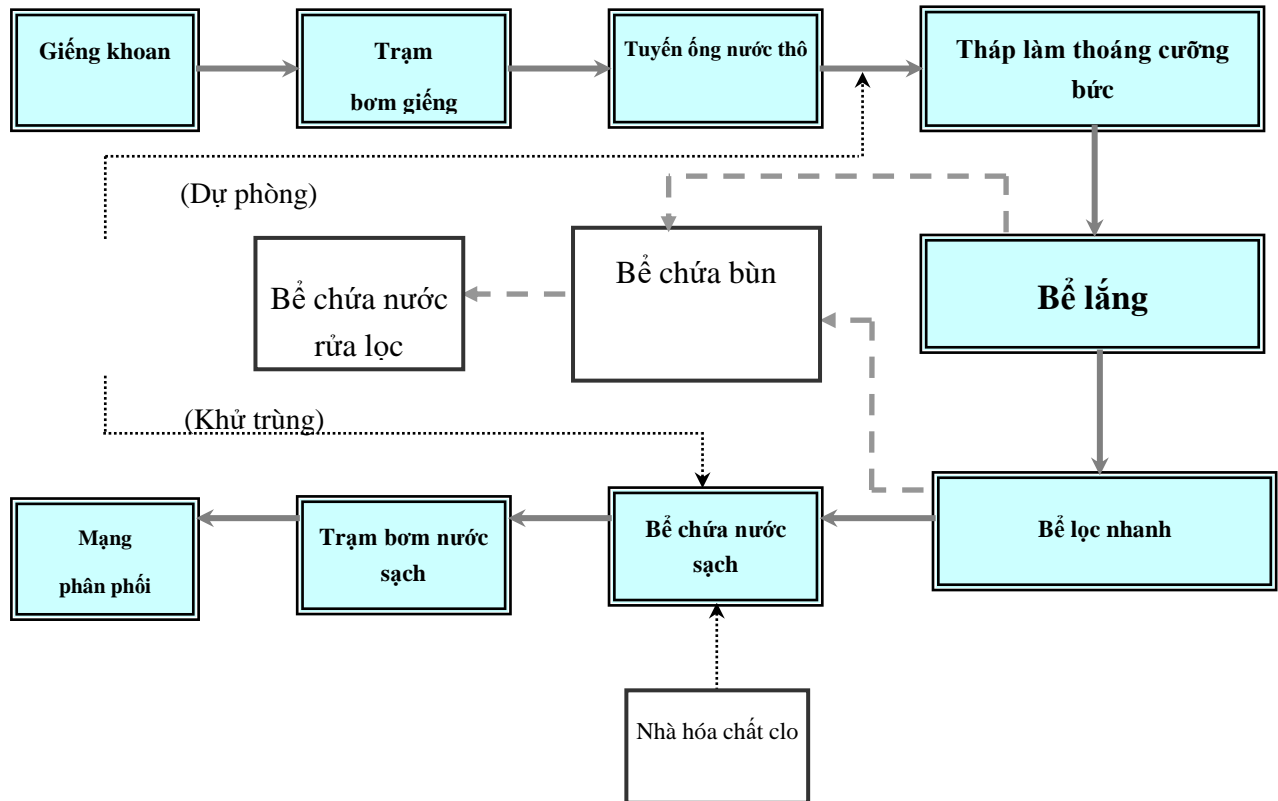 Giếng khoan
Trạm
bơm giếng
Tuyến ống nước thô
Tháp làm thoáng cưỡng
bức
(Dự phòng)
Bể chứa nước
rửa lọc
Bể chứa bùn
Bể lắng
(Khử trùng)
Mạng
phân phối
Trạm bơm nước
sạch
Bể chứa nước
sạch
Bể lọc nhanh
Nhà hóa chất clo